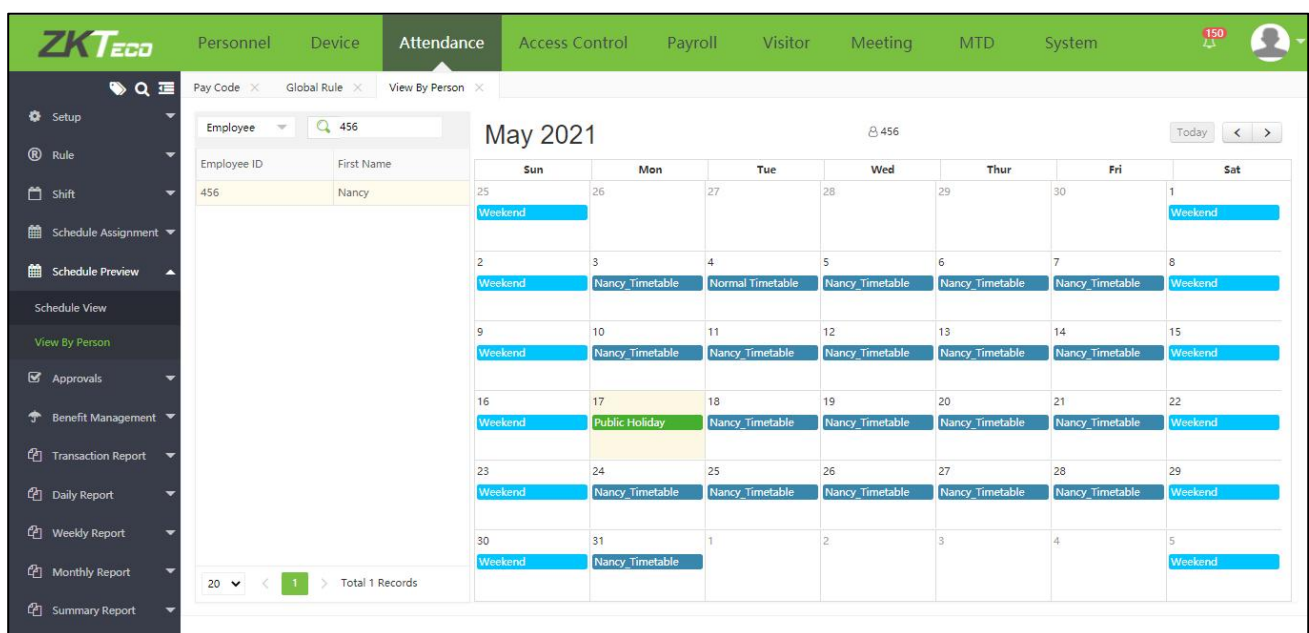 ZKTeco Personnel Device Attendance Access Control Payroll Visitor Meeting MTD System 150
Pay Code Global Rule View By Person
Setup
Rule
Shift
Schedule Assignment
Schedule Preview
Schedule View
View By Person
Approvals
Benefit Management
Transaction Report
Daily Report
Weekly Report
Monthly Report
Summary Report
Employee 456
Employee ID First Name
456 Nancy
20 < 1 > Total 1 Records
May 2021 456 Today < >
Sun Mon Tue Wed Thur Fri Sat
25 26 27 28 29 30 1
Weekend Weekend
2 3 4 5 6 7 8
Weekend Nancy_Timetable Normal Timetable Nancy_Timetable Nancy_Timetable Nancy_Timetable Weekend
9 10 11 12 13 14 15
Weekend Nancy_Timetable Nancy_Timetable Nancy_Timetable Nancy_Timetable Nancy_Timetable Weekend
16 17 18 19 20 21 22
Weekend Public Holiday Nancy_Timetable Nancy_Timetable Nancy_Timetable Nancy_Timetable Weekend
23 24 25 26 27 28 29
Weekend Nancy_Timetable Nancy_Timetable Nancy_Timetable Nancy_Timetable Nancy_Timetable Weekend
30 31 1 2 3 4 5
Weekend Nancy_Timetable Weekend